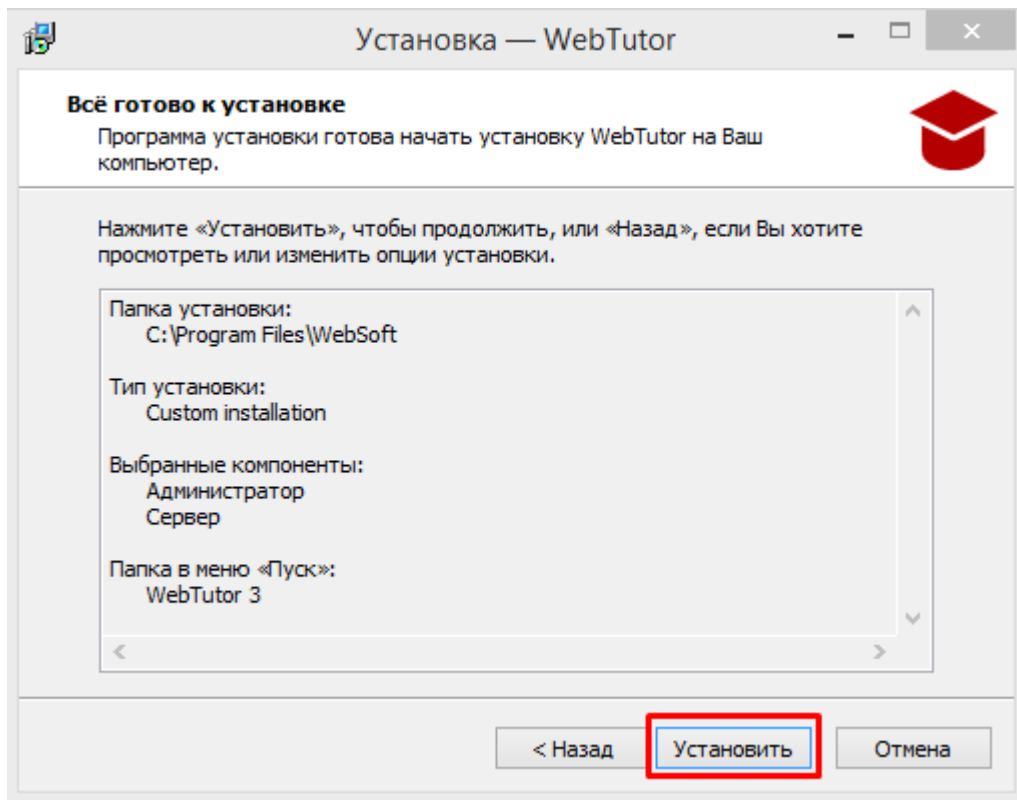 Установка — WebTutor
Всё готово к установке
Программа установки готова начать установку WebTutor на Ваш
компьютер.
Нажмите «Установить», чтобы продолжить, или «Назад», если Вы хотите
просмотреть или изменить опции установки.
Папка установки:
C:\Program Files\WebSoft
Тип установки:
Custom installation
Выбранные компоненты:
Администратор
Сервер
Папка в меню «Пуск»:
WebTutor 3
< Назад
Установить
Отмена